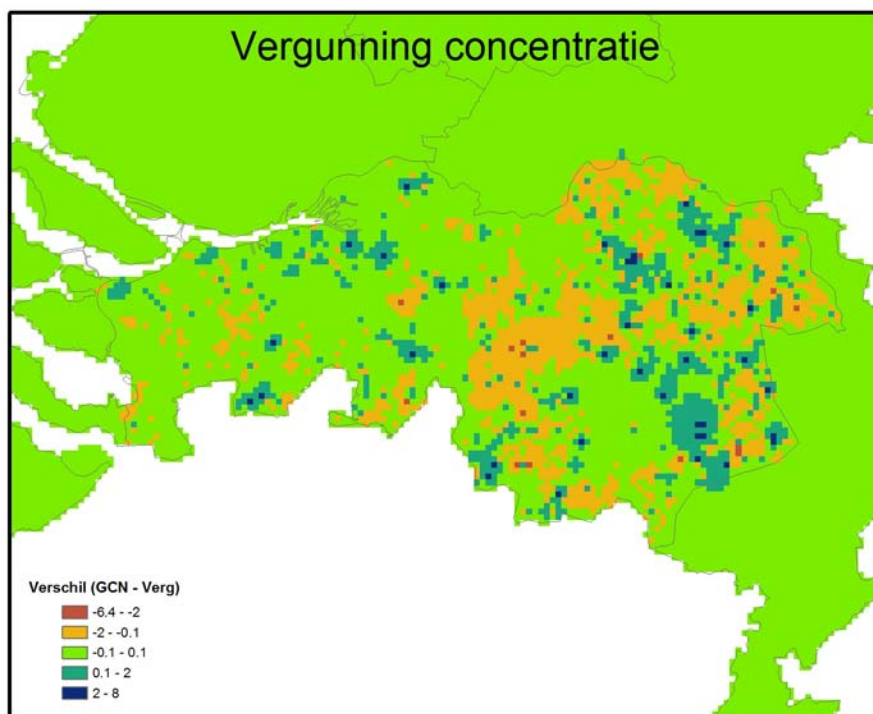 Vergunning concentratie
Verschil (GCN - Verg)
-6.4 - -2
-2 - -0.1
-0.1 - 0.1
0.1 - 2
2 - 8